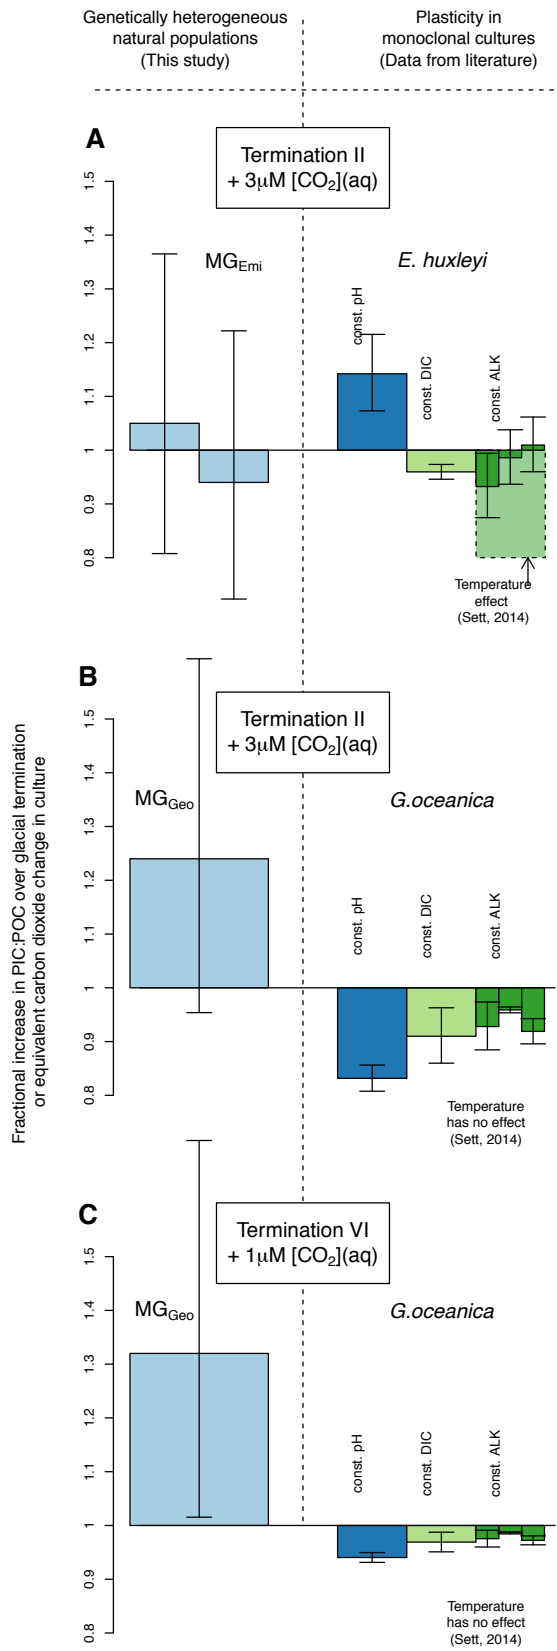 Genetically heterogeneous
natural populations
(This study)
Plasticity in
monoclonal cultures
(Data from literature)
A
Termination II
+ 3μM [CO₂](aq)
1.5
1.4
1.3
1.2
1.1
1
0.9
0.8
MG_Emi
E. huxleyi
const. pH
const. DIC
const. ALK
Temperature
effect
(Sett, 2014)
Fractional increase in PIC:POC over glacial termination
or equivalent carbon dioxide change in culture
B
Termination II
+ 3μM [CO₂](aq)
1.5
1.4
1.3
1.2
1.1
1
0.9
0.8
MG_Geo
G.oceanica
const. pH
const. DIC
const. ALK
Temperature
has no effect
(Sett, 2014)
C
Termination VI
+ 1μM [CO₂](aq)
1.5
1.4
1.3
1.2
1.1
1
0.9
0.8
MG_Geo
G.oceanica
const. pH
const. DIC
const. ALK
Temperature
has no effect
(Sett, 2014)